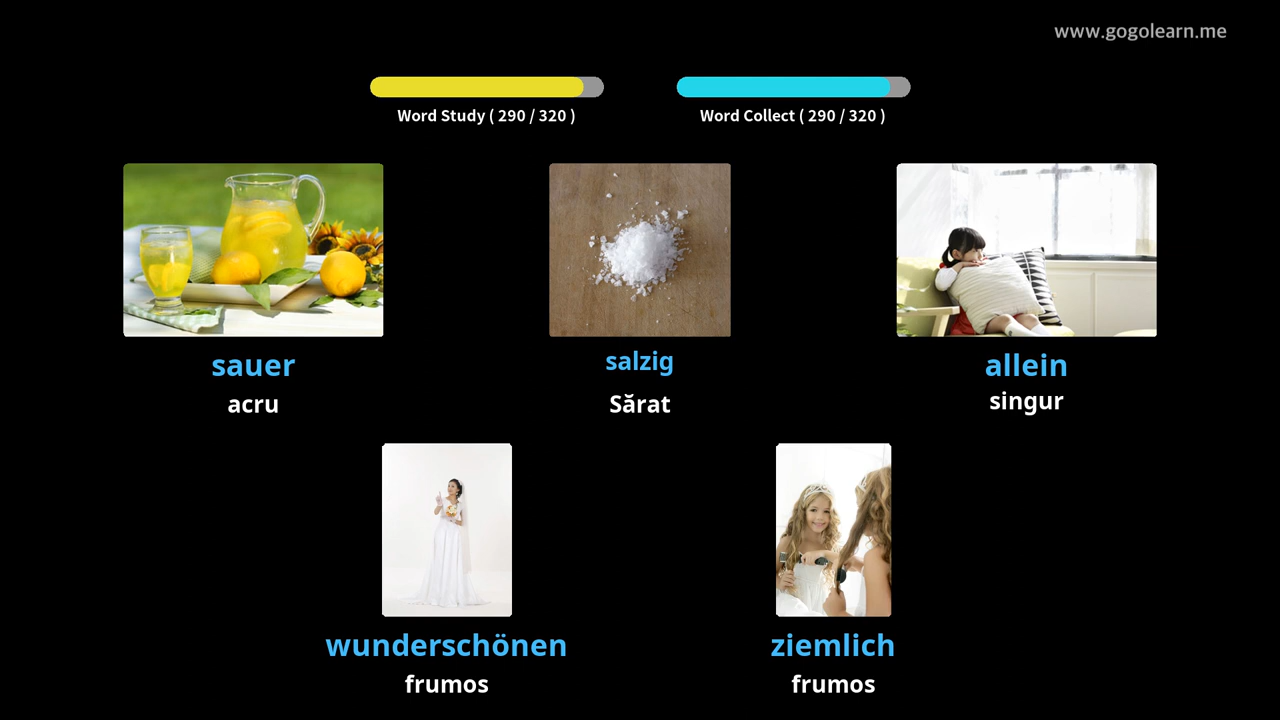 www.gogolearn.me
Word Study ( 290 / 320 )
Word Collect ( 290 / 320 )
sauer
acru
salzig
Sărat
allein
singur
wunderschönen
frumos
ziemlich
frumos